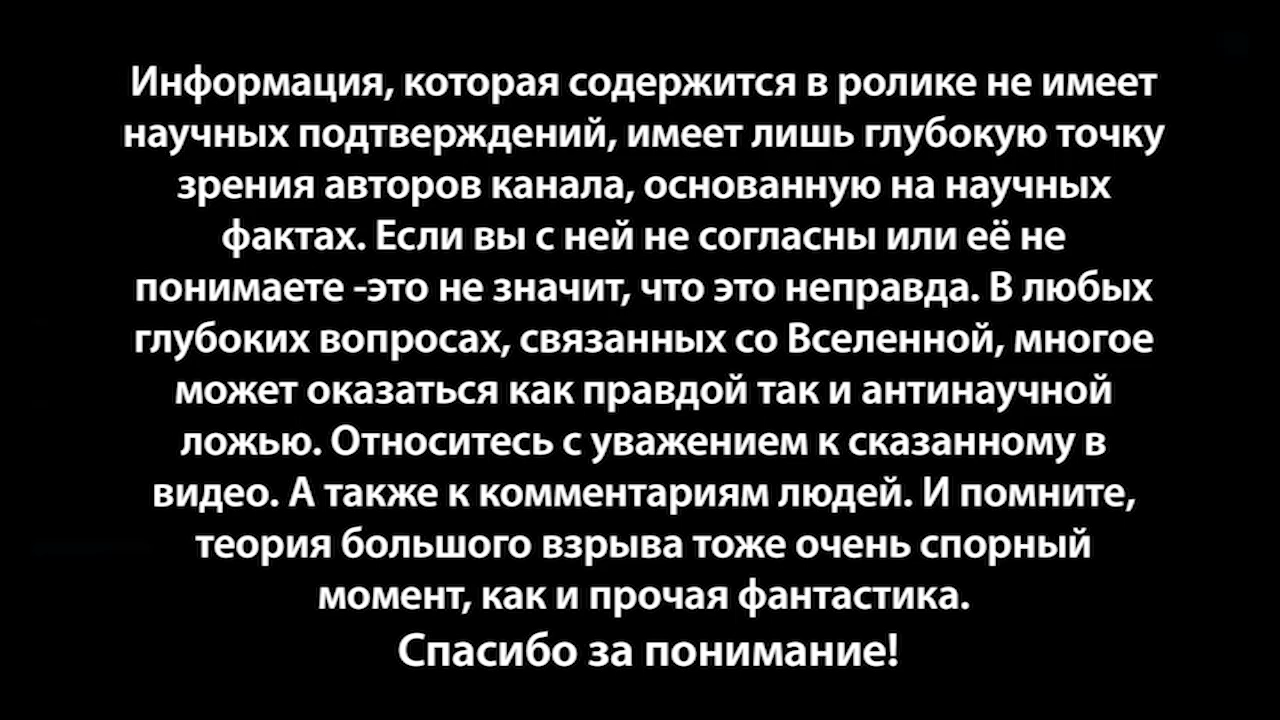 Информация, которая содержится в ролике не имеет
научных подтверждений, имеет лишь глубокую точку
зрения авторов канала, основанную на научных
фактах. Если вы с ней не согласны или её не
понимаете -это не значит, что это неправда. В любых
глубоких вопросах, связанных со Вселенной, многое
может оказаться как правдой так и антинаучной
ложью. Относитесь с уважением к сказанному в
видео. А также к комментариям людей. И помните,
теория большого взрыва тоже очень спорный
момент, как и прочая фантастика.
Спасибо за понимание!